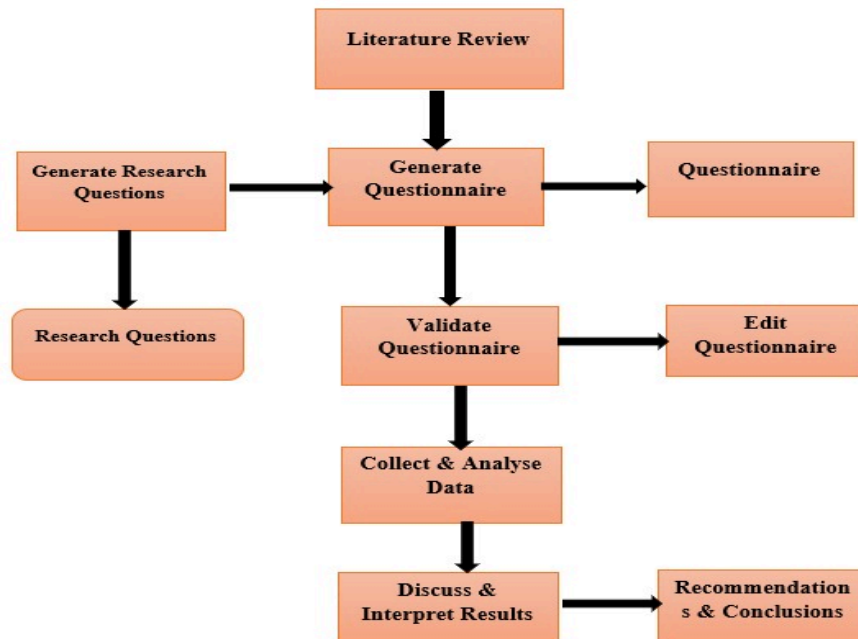 Literature Review
Generate Research
Questions
Generate
Questionnaire
Questionnaire
Research Questions
Validate
Questionnaire
Edit
Questionnaire
Collect & Analyse
Data
Discuss &
Interpret Results
Recommendation
s & Conclusions